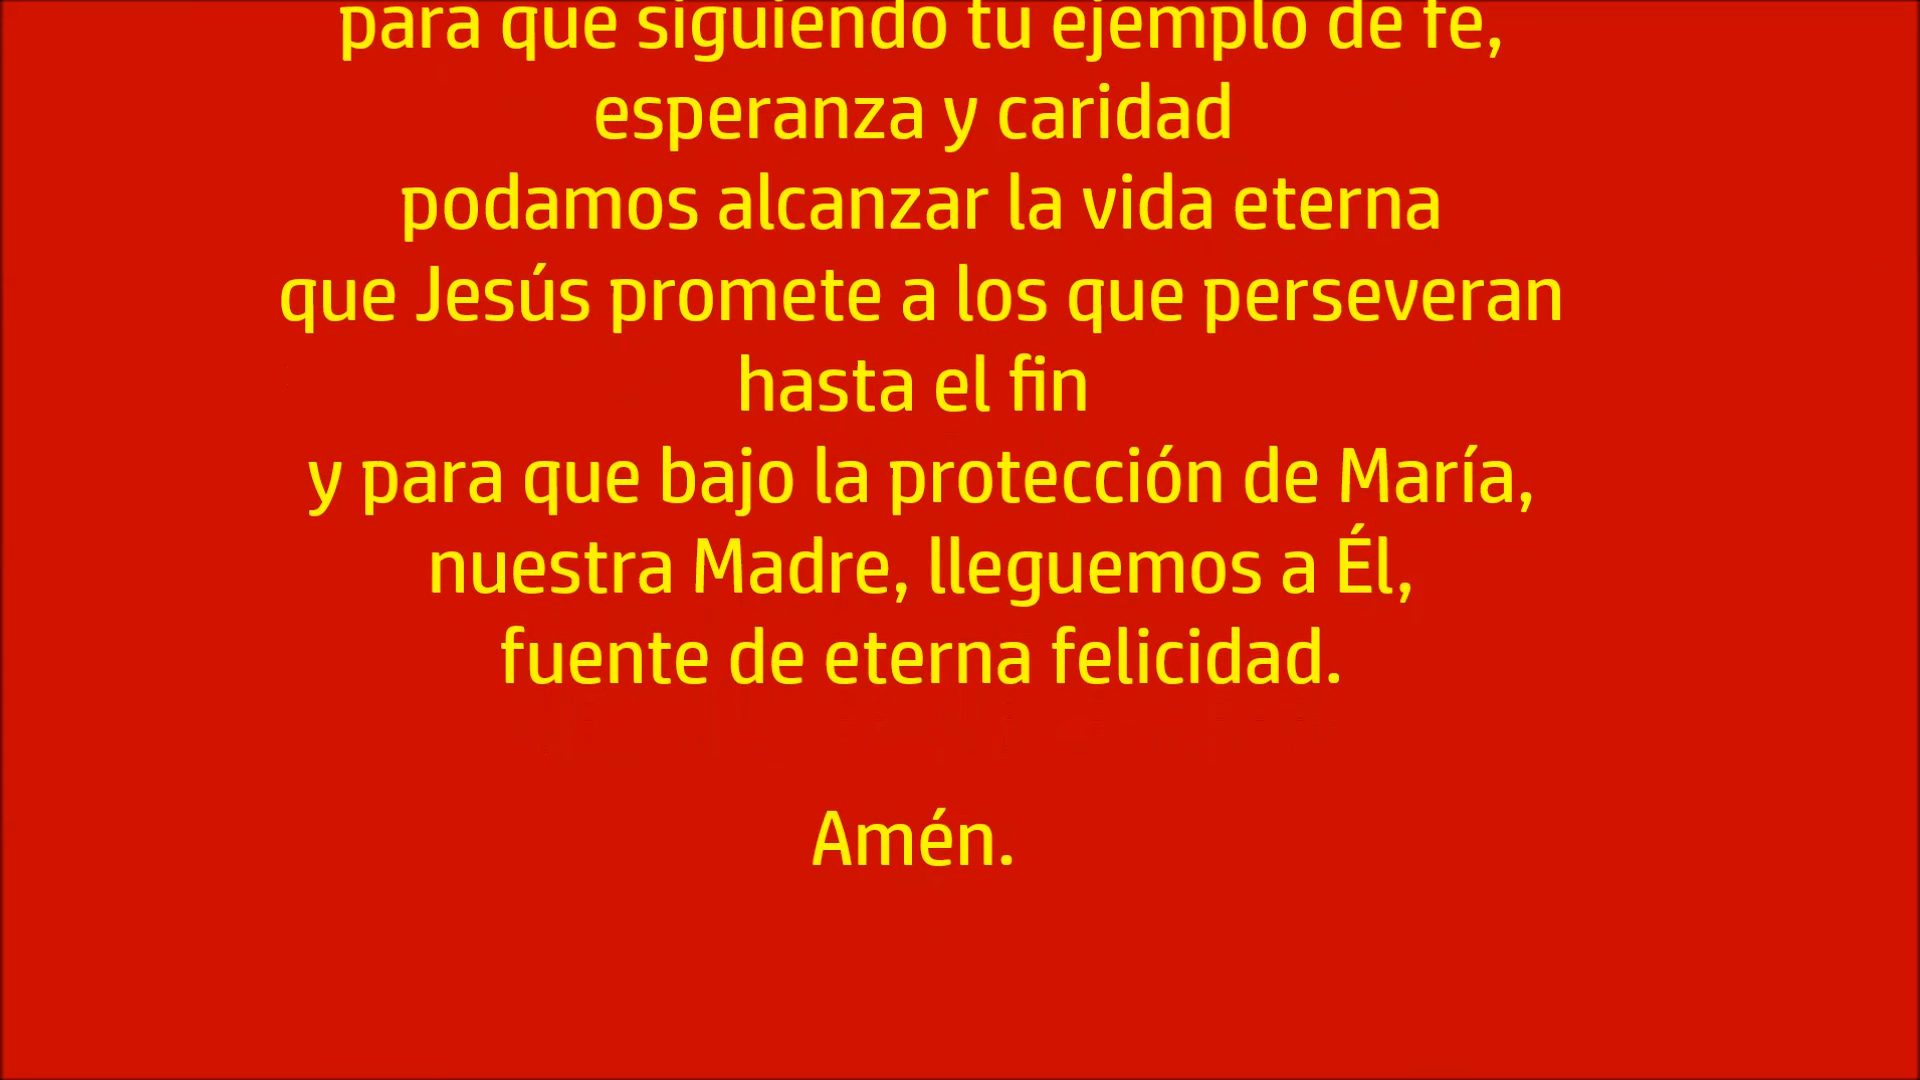 para que siguiendo tu ejemplo de fe,
esperanza y caridad
podamos alcanzar la vida eterna
que Jesús promete a los que perseveran
hasta el fin
y para que bajo la protección de María,
nuestra Madre, lleguemos a Él,
fuente de eterna felicidad.
Amén.